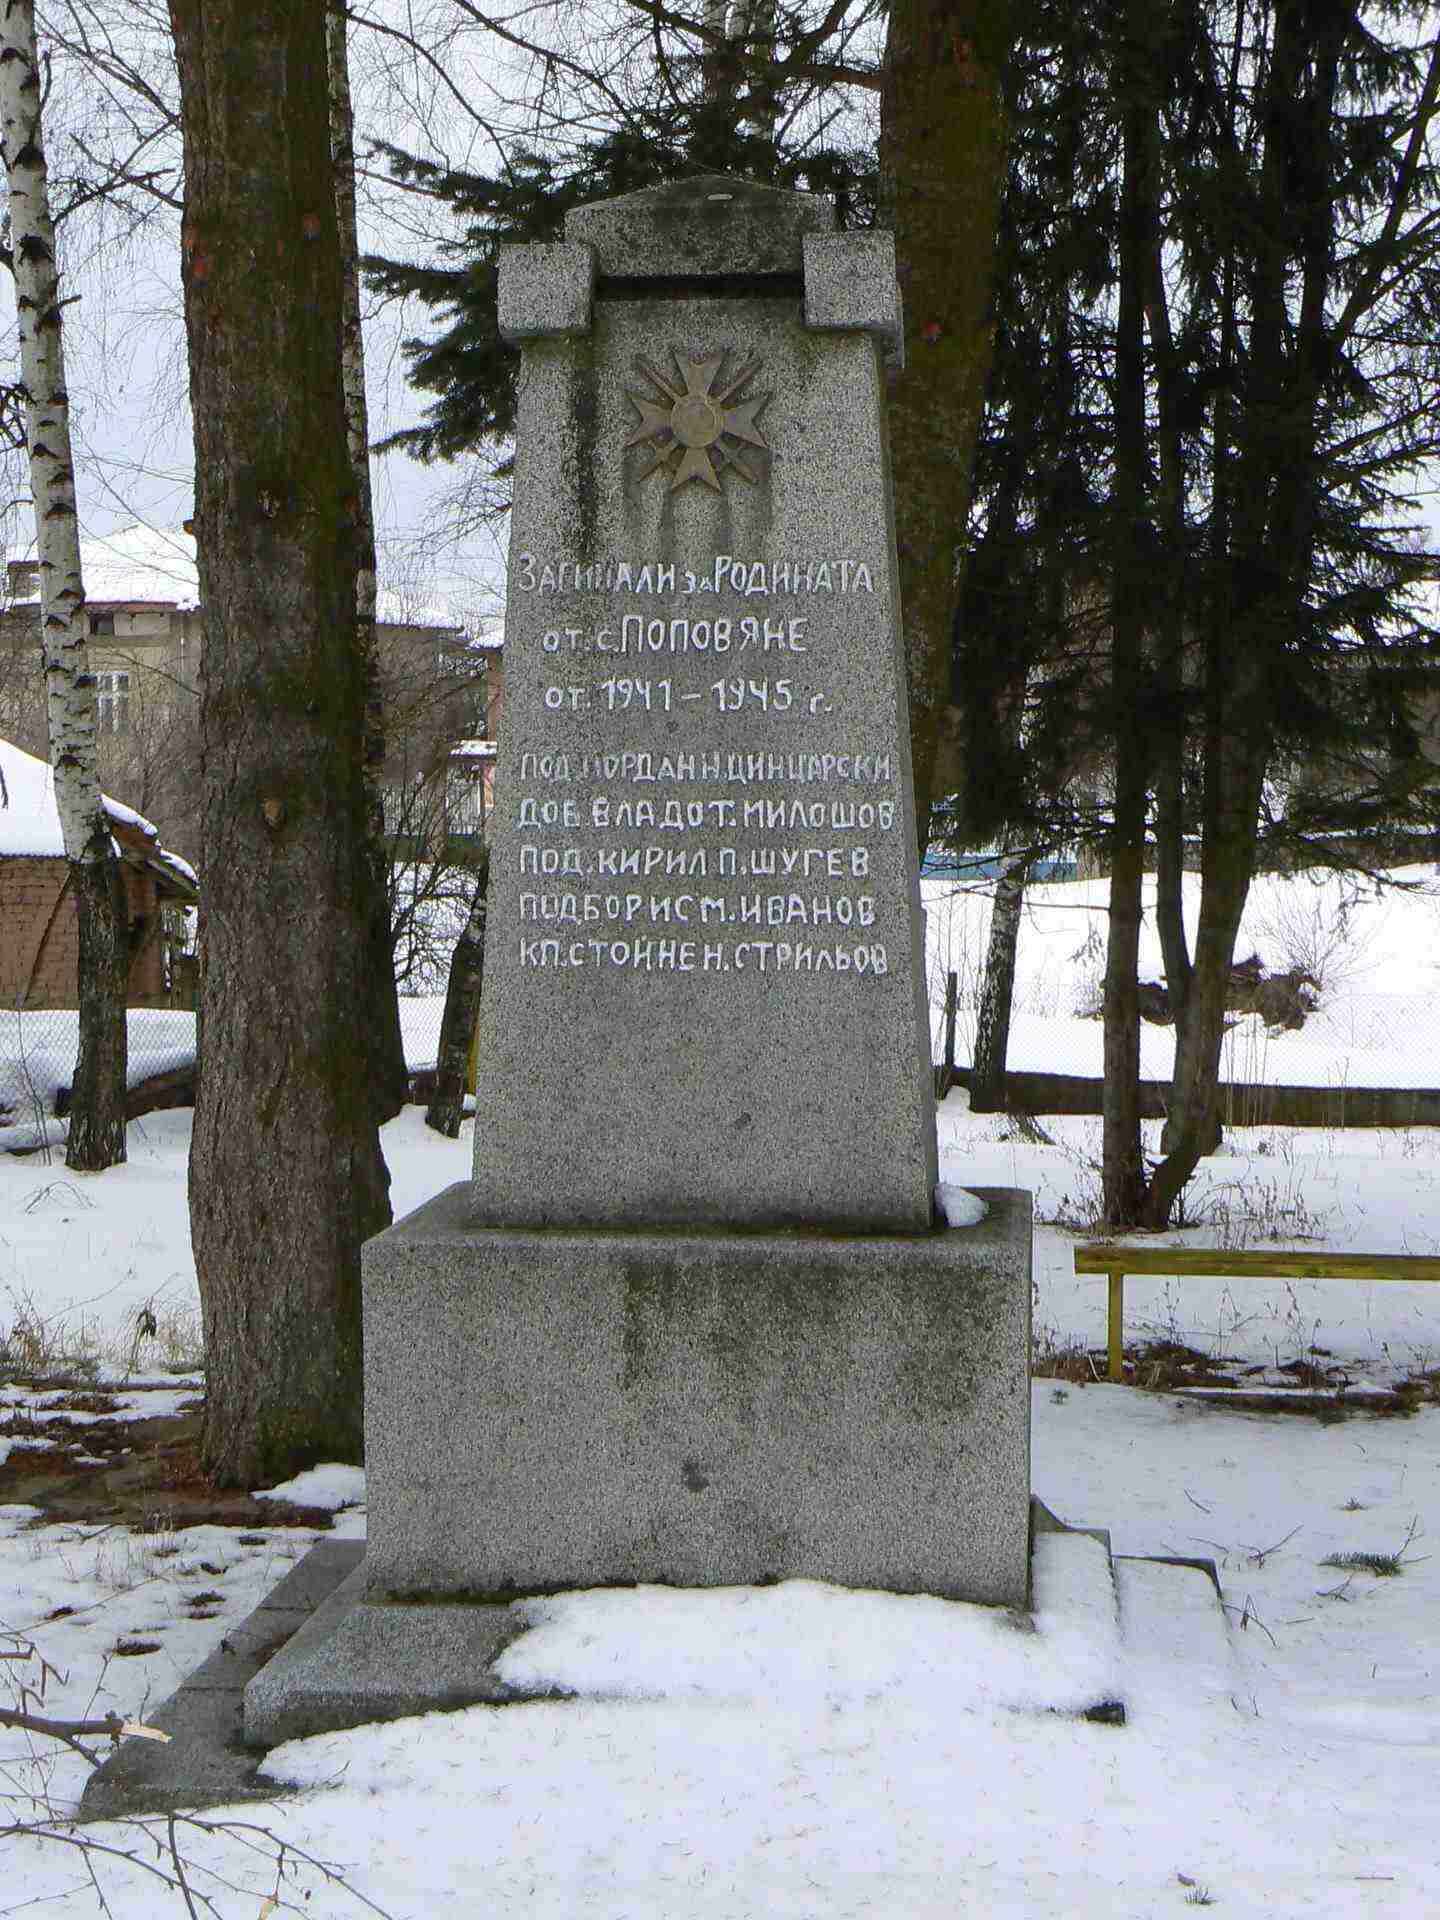 Загинали за Родината
от с. Поповяне
от 1941 – 1945 г.
под. Йордан Н. Цинцарски
доб. Владо Т. Милошов
под. Кирил П. Шугев
под Борис М. Иванов
кп. Стойне Н. Стрильов